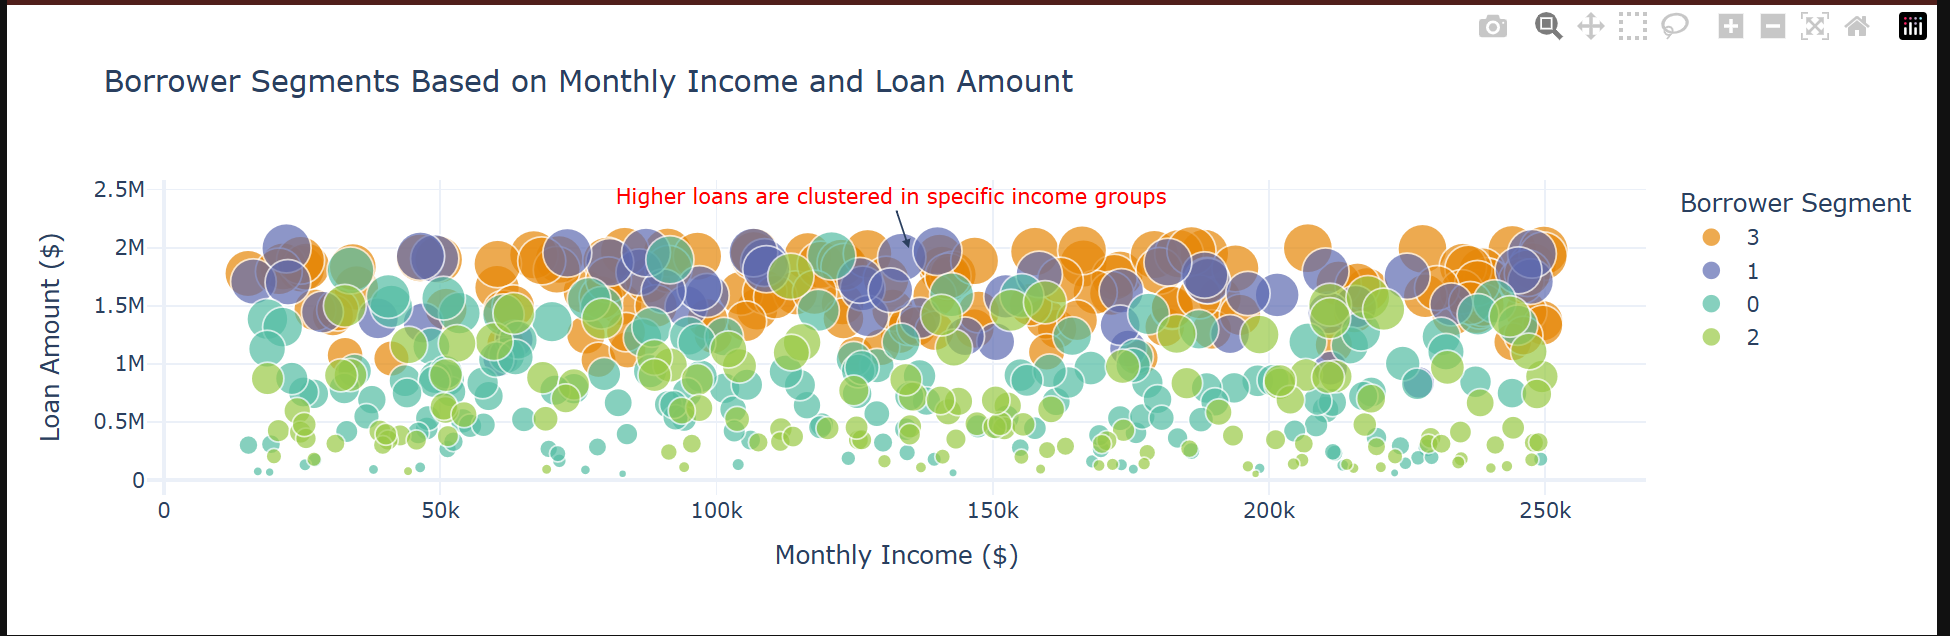 Borrower Segments Based on Monthly Income and Loan Amount
Higher loans are clustered in specific income groups
Loan Amount ($)
2.5M
2M
1.5M
1M
0.5M
0
0
50k
100k
150k
200k
250k
Monthly Income ($)
Borrower Segment
3
1
0
2